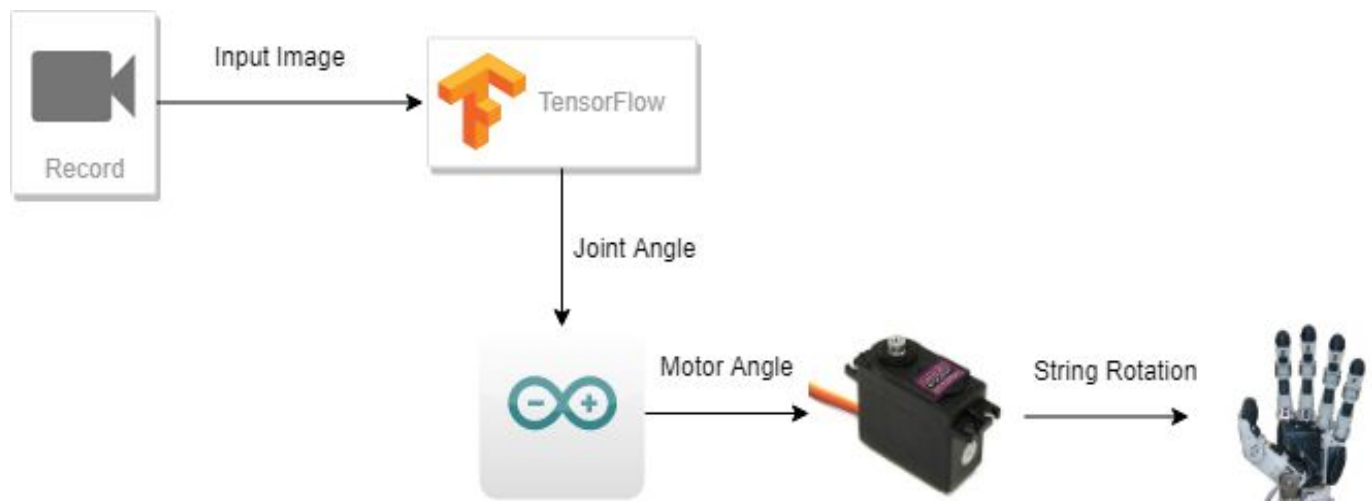 Input Image
TensorFlow
Record
Joint Angle
Motor Angle
String Rotation